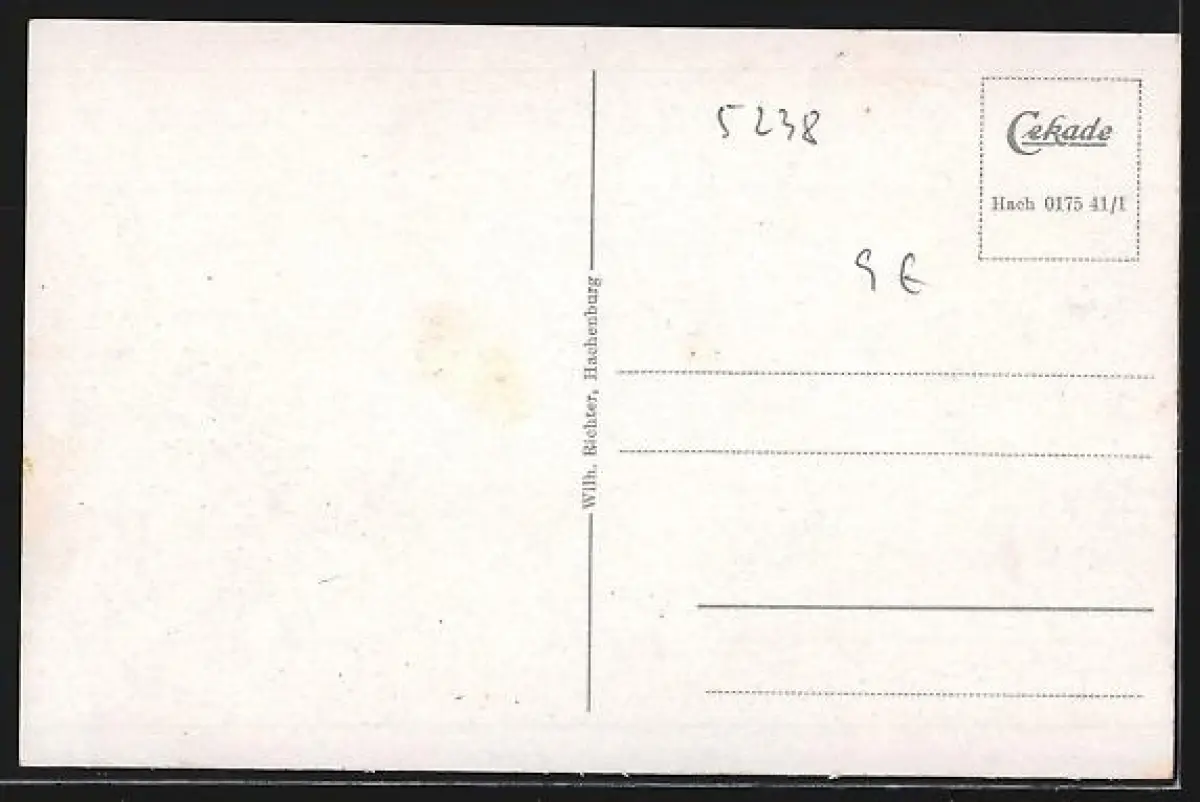 5238
Cekade
Hach 0175 41/1
9 €
Wilh. Richter, Hachenburg